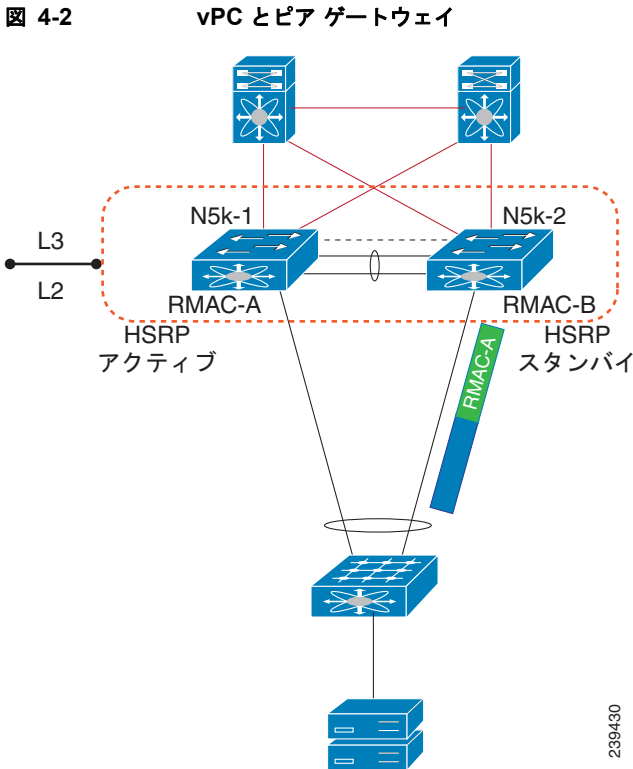 図 4-2 vPC とピア ゲートウェイ
N5k-1
N5k-2
L3
L2
RMAC-A
RMAC-B
HSRP
アクティブ
HSRP
スタンバイ
RMAC-A
239430